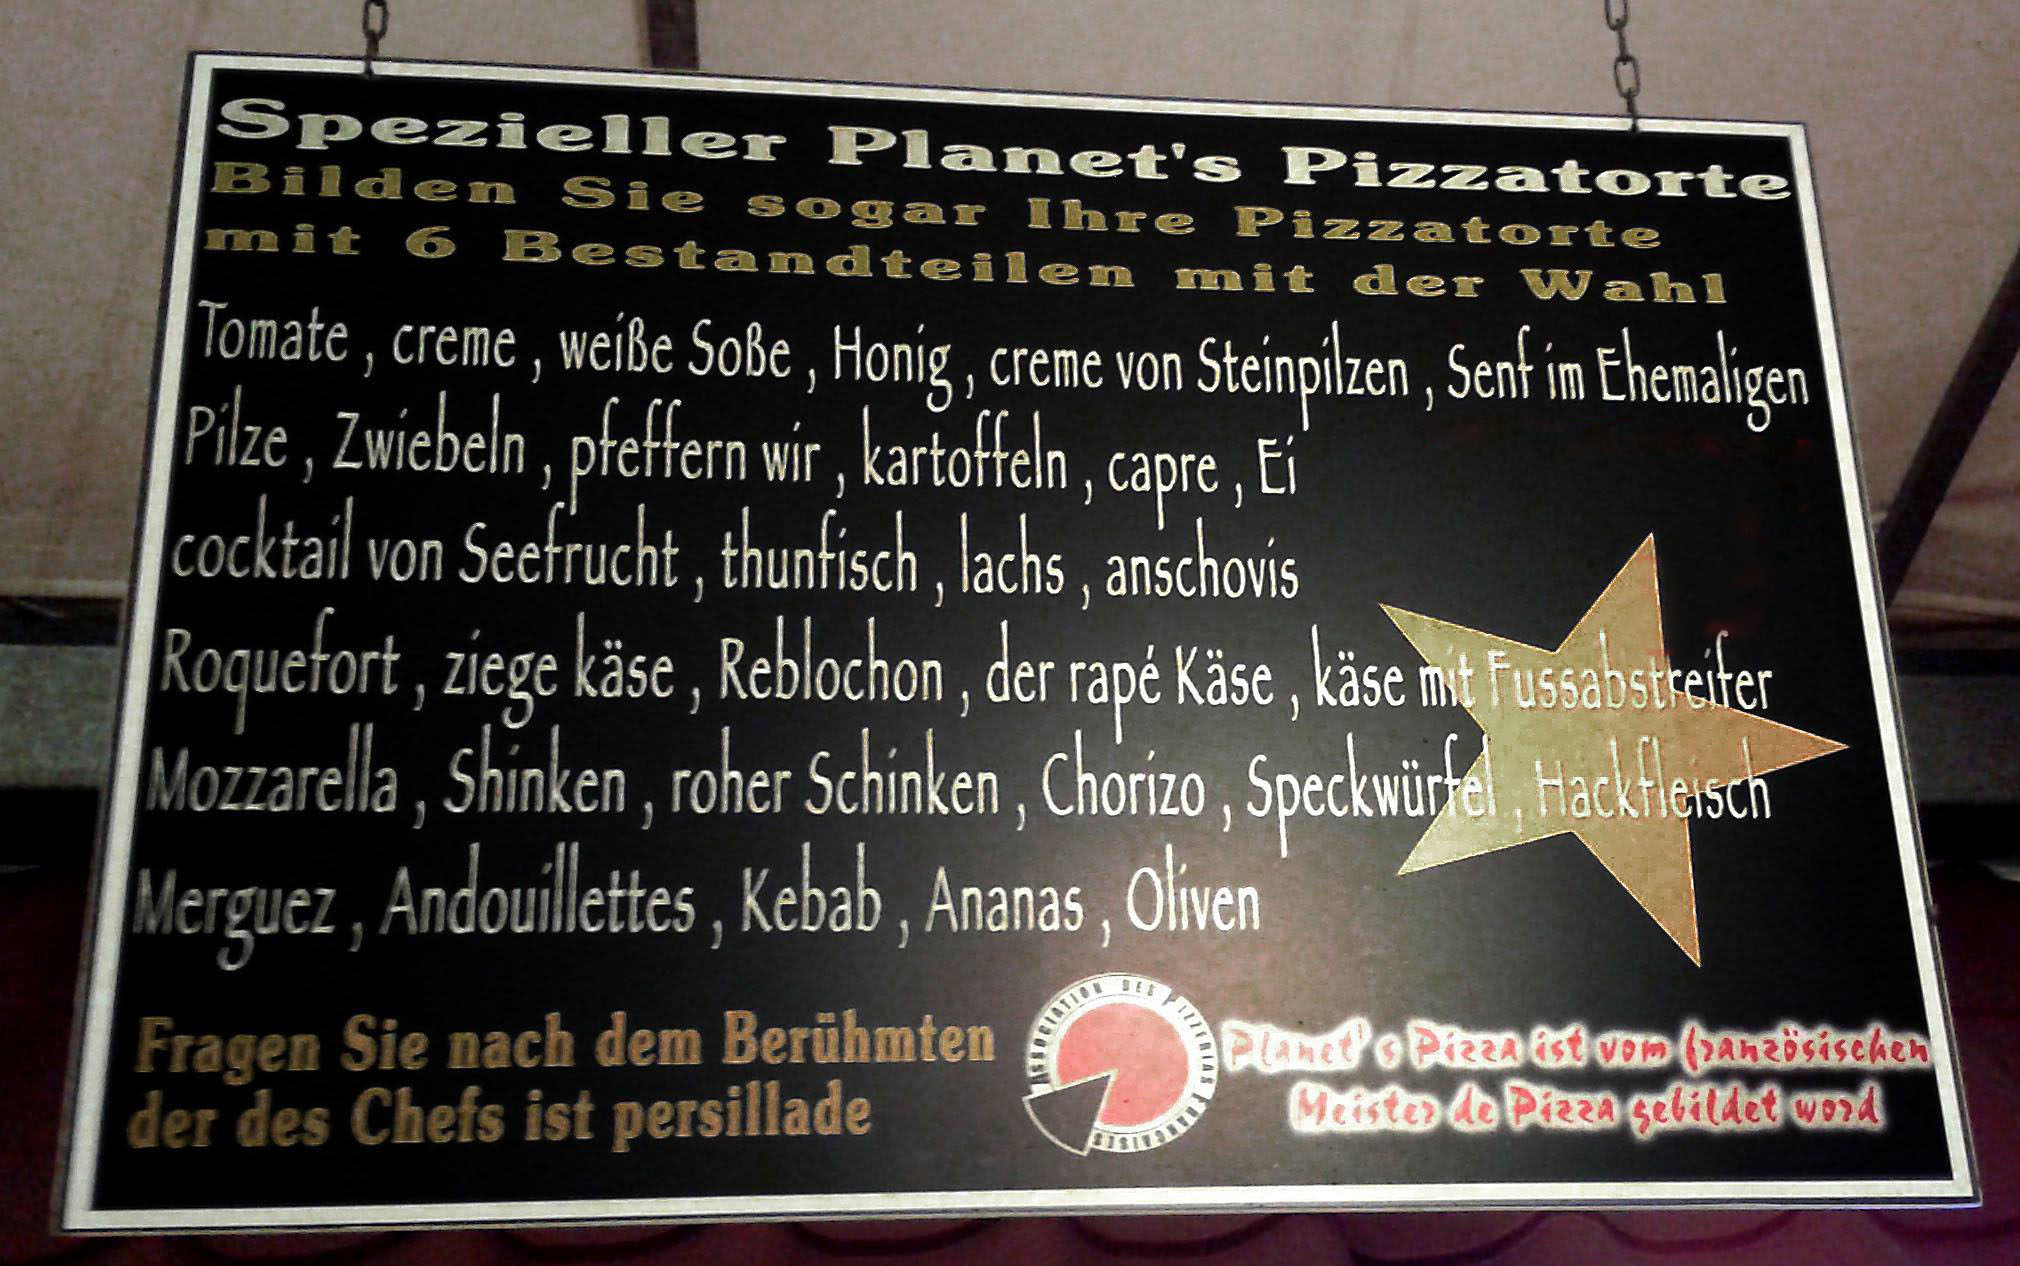 Spezieller Planet's Pizzatorte
Bilden Sie sogar Ihre Pizzatorte
mit 6 Bestandteilen mit der Wahl
Tomate , creme , weiße Soße , Honig , creme von Steinpilzen , Senf im Ehemaligen
Pilze , Zwiebeln , pfeffern wir , kartoffeln , capre , Ei
cocktail von Seefrucht , thunfisch , lachs , anschovis
Roquefort , ziege käse , Reblochon , der rapé Käse , käse mit Fussabstreifer
Mozzarella , Shinken , roher Schinken , Chorizo , Speckwürfel , Hackfleisch
Merguez , Andouillettes , Kebab , Ananas , Oliven
Fragen Sie nach dem Berühmten
der des Chefs ist persillade
ASSOCIATION DES PIZZERIAS FRANCAISES
Planet' s Pizza ist vom französischen
Meister de Pizza gebildet word